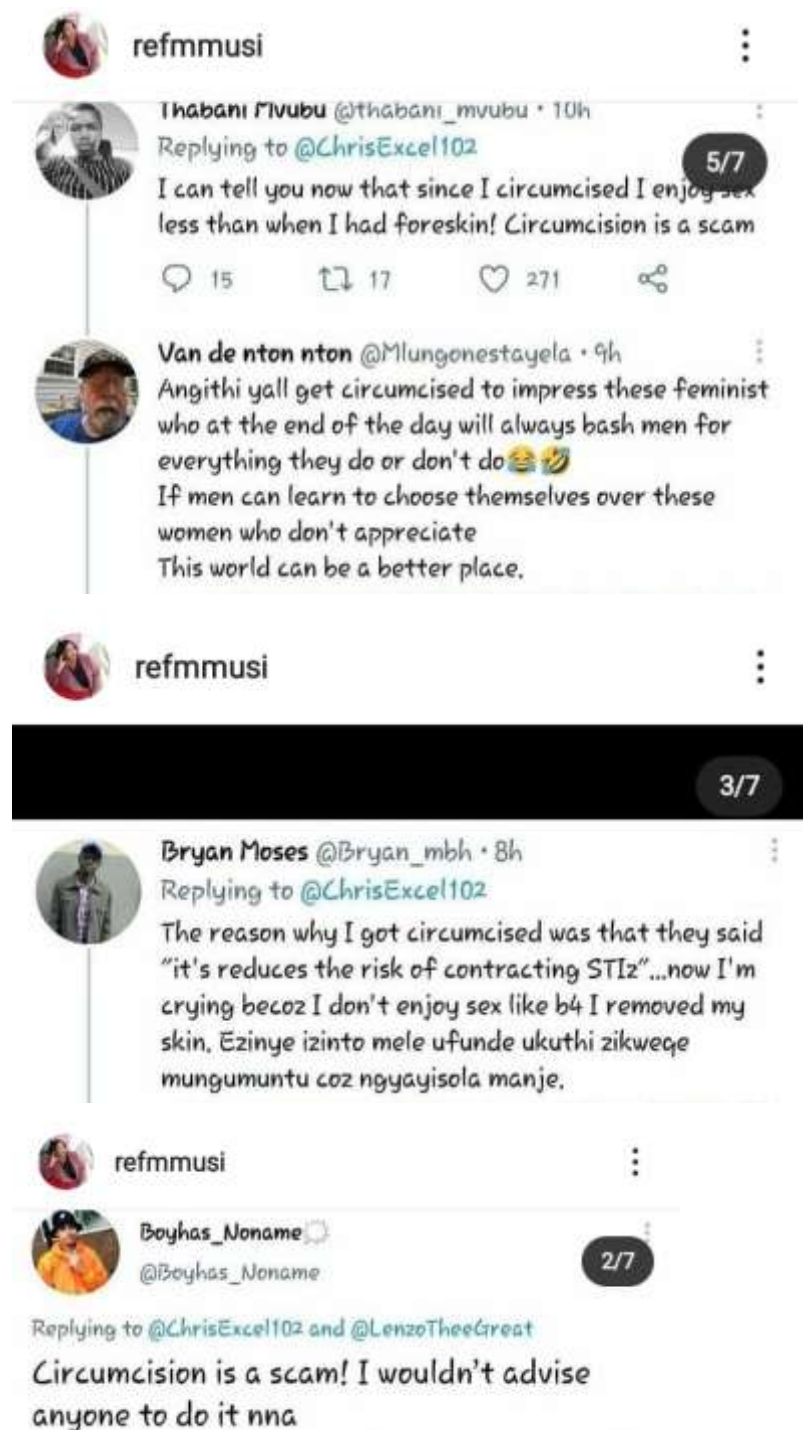 refmmusi
Thabani Mvubu @thabani_mvubu • 10h
Replying to @ChrisExcel102
5/7
I can tell you now that since I circumcised I enjoy sex
less than when I had foreskin! Circumcision is a scam
15 17 271
Van de nton nton @Mlungonestayela • 9h
Angithi yall get circumcised to impress these feminist
who at the end of the day will always bash men for
everything they do or don't do😂🤣
If men can learn to choose themselves over these
women who don't appreciate
This world can be a better place.
refmmusi
3/7
Bryan Moses @Bryan_mbh • 8h
Replying to @ChrisExcel102
The reason why I got circumcised was that they said
"it's reduces the risk of contracting STIz"...now I'm
crying becoz I don't enjoy sex like b4 I removed my
skin. Ezinye izinto mele ufunde ukuthi zikweqe
mungumuntu coz ngyayisola manje.
refmmusi
Boyhas_Noname
@Boyhas_Noname
2/7
Replying to @ChrisExcel102 and @LenzoTheeGreat
Circumcision is a scam! I wouldn't advise
anyone to do it nna